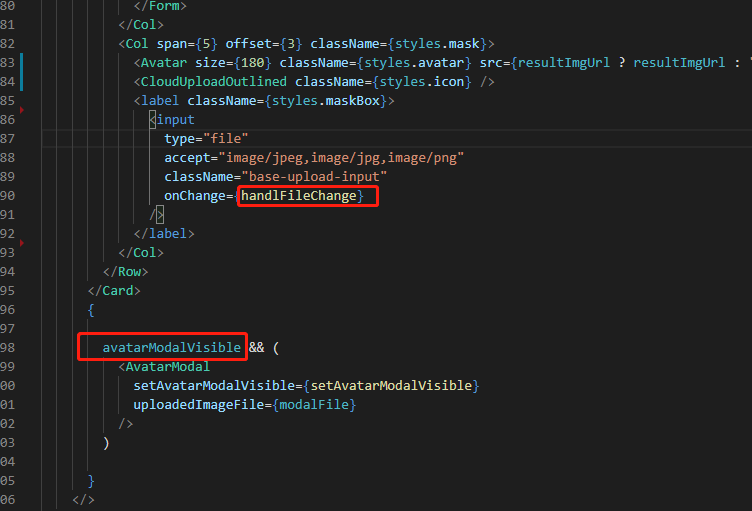 80 </Form>
81 </Col>
82 <Col span={5} offset={3} className={styles.mask}>
83 <Avatar size={180} className={styles.avatar} src={resultImgUrl ? resultImgUrl :
84 <CloudUploadOutlined className={styles.icon} />
85 <label className={styles.maskBox}>
86 <input
87 type="file"
88 accept="image/jpeg,image/jpg,image/png"
89 className="base-upload-input"
90 onChange={handlFileChange}
91 />
92 </label>
93 </Col>
94 </Row>
95 </Card>
96 {
97
98 avatarModalVisible && (
99 <AvatarModal
00 setAvatarModalVisible={setAvatarModalVisible}
01 uploadedImageFile={modalFile}
02 />
03 )
04
05 }
06 </>